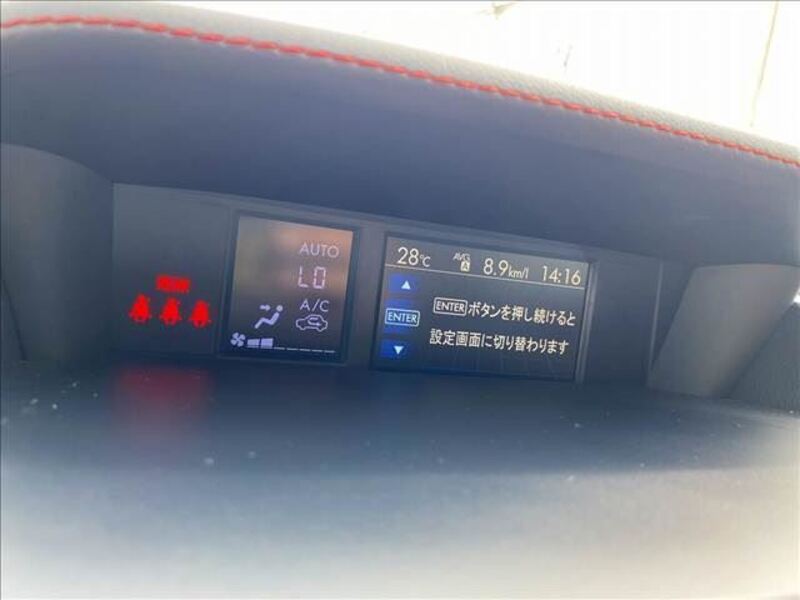 REAR
AUTO
LO
A/C
28℃ AVG A 8.9km/l 14:16
ENTER
ENTERボタンを押し続けると
設定画面に切り替わります